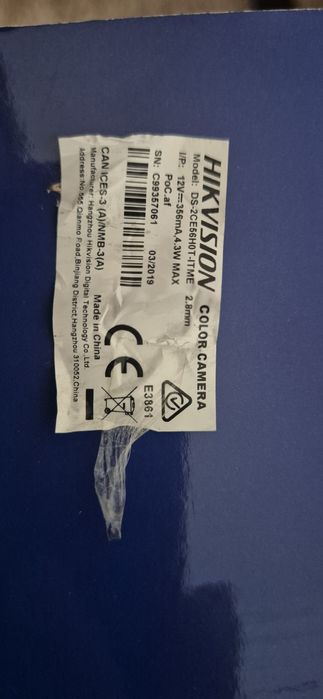 HIKVISION COLOR CAMERA
Model: DS-2CE56H0T-ITME 2.8mm
I/P: 12V⎓356mA,4.3W MAX
PoC.af
03/2019
E3861
SN: C99357061
CAN ICES-3 (A)/NMB-3(A) Made in China
Manufacturer: Hangzhou Hikvision Digital Technology Co.,Ltd.
Address:No.555 Qianmo Road,Binjiang District,Hangzhou 310052,China